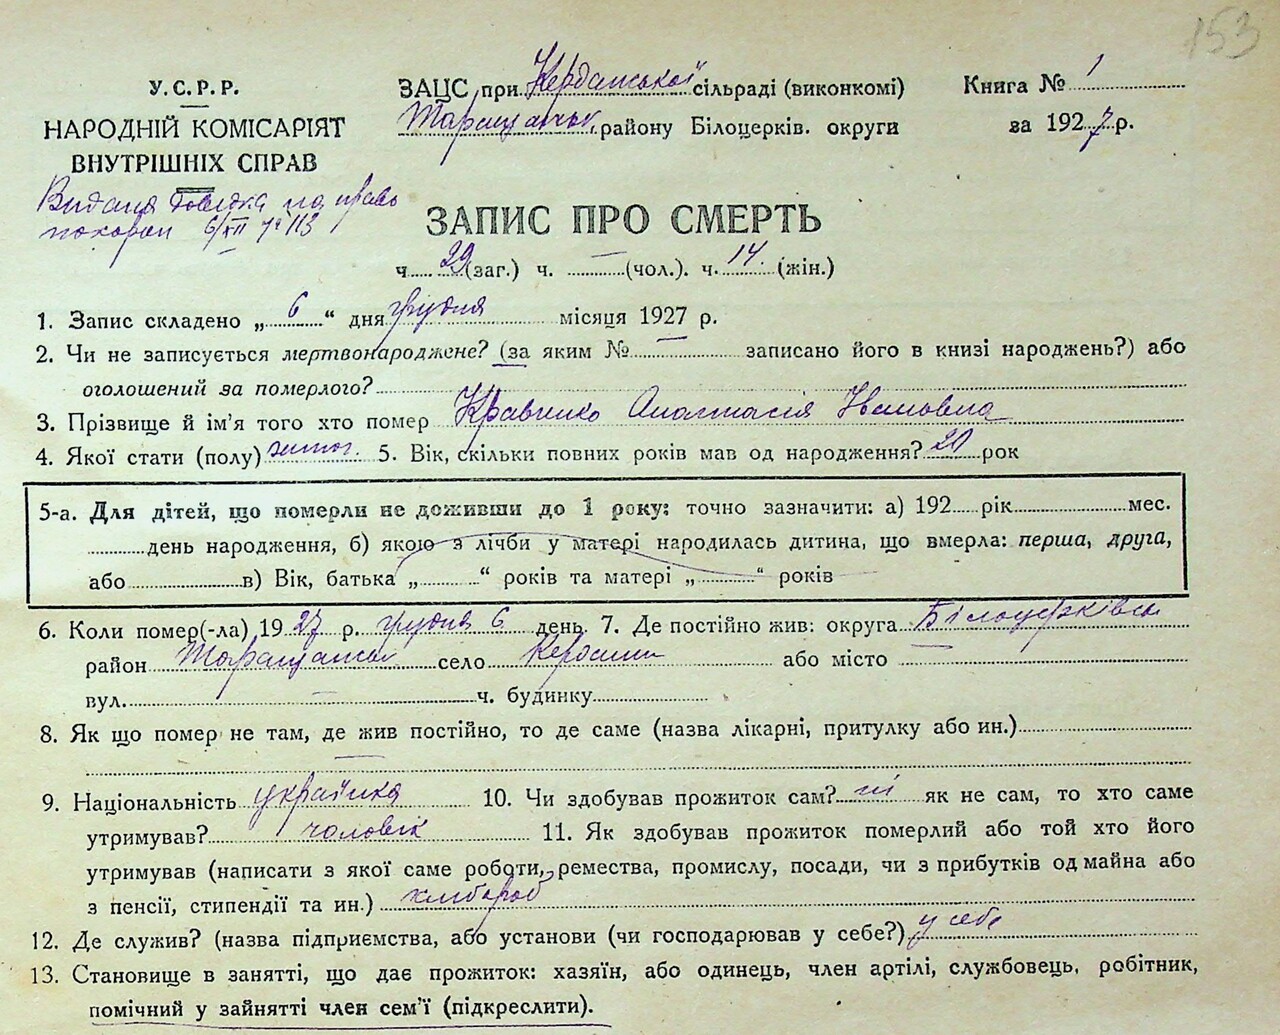 153
У.С.Р.Р.
НАРОДНІЙ КОМІСАРІЯТ
ВНУТРІШНІХ СПРАВ
Видана довідка на право
похорон 6/XII № 113
ЗАЦС при Керданської сільраді (виконкомі)
Таращанськ. району Білоцерків. округи
Книга № 1
за 1927 р.
ЗАПИС ПРО СМЕРТЬ
ч. 29 (заг.) ч. — (чол.). ч. 14. (жін.)
1. Запис складено „ 6 “ дня грудня місяця 1927 р.
2. Чи не записується мертвонароджене? (за яким № — записано його в книзі народжень?) або
оголошений за померлого?
3. Прізвище й ім'я того хто помер Кравченко Анастасія Івановна
4. Якої стати (полу) жіноч. 5. Вік, скільки повних років мав од народження? 20 рок
5-а. Для дітей, що померли не доживши до 1 року: точно зазначити: а) 192 рік мес.
день народження, б) якою з лічби у матері народилась дитина, що вмерла: перша, друга,
або в) Вік, батька „ “ років та матері „ “ років
6. Коли помер(-ла) 1927 р. грудня 6 день. 7. Де постійно жив: округа Білоцерківськ
район Таращанськ село Кердани або місто
вул. — ч. будинку
8. Як що помер не там, де жив постійно, то де саме (назва лікарні, притулку або ин.)
—
9. Національність українка 10. Чи здобував прожиток сам? ні як не сам, то хто саме
утримував? чоловік 11. Як здобував прожиток померлий або той хто його
утримував (написати з якої саме роботи, ремества, промислу, посади, чи з прибутків од майна або
з пенсії, стипендії та ин.) хлібороб
12. Де служив? (назва підприємства, або установи (чи господарював у себе?) у себе
13. Становище в занятті, що дає прожиток: хазяїн, або одинець, член артілі, службовець, робітник,
помічний у зайнятті член сем'ї (підкреслити).